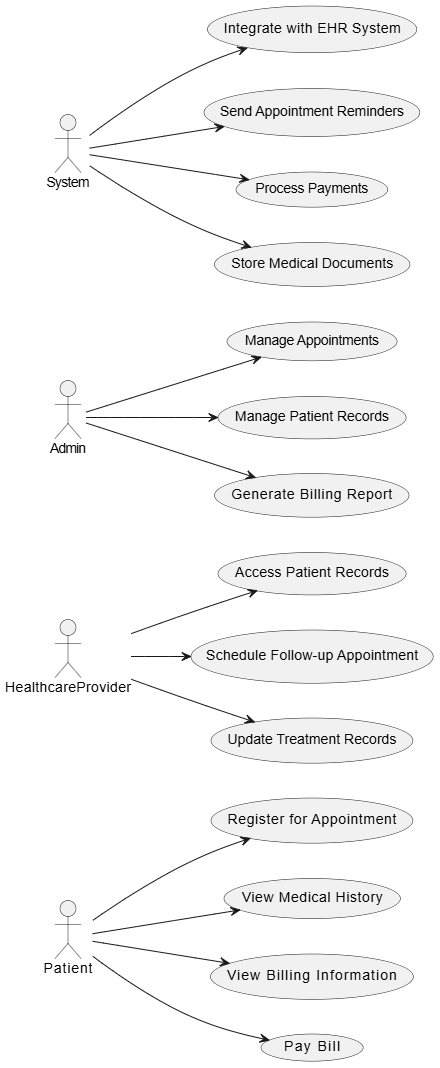 Integrate with EHR System
Send Appointment Reminders
System
Process Payments
Store Medical Documents
Manage Appointments
Manage Patient Records
Admin
Generate Billing Report
Access Patient Records
Schedule Follow-up Appointment
HealthcareProvider
Update Treatment Records
Register for Appointment
View Medical History
Patient
View Billing Information
Pay Bill